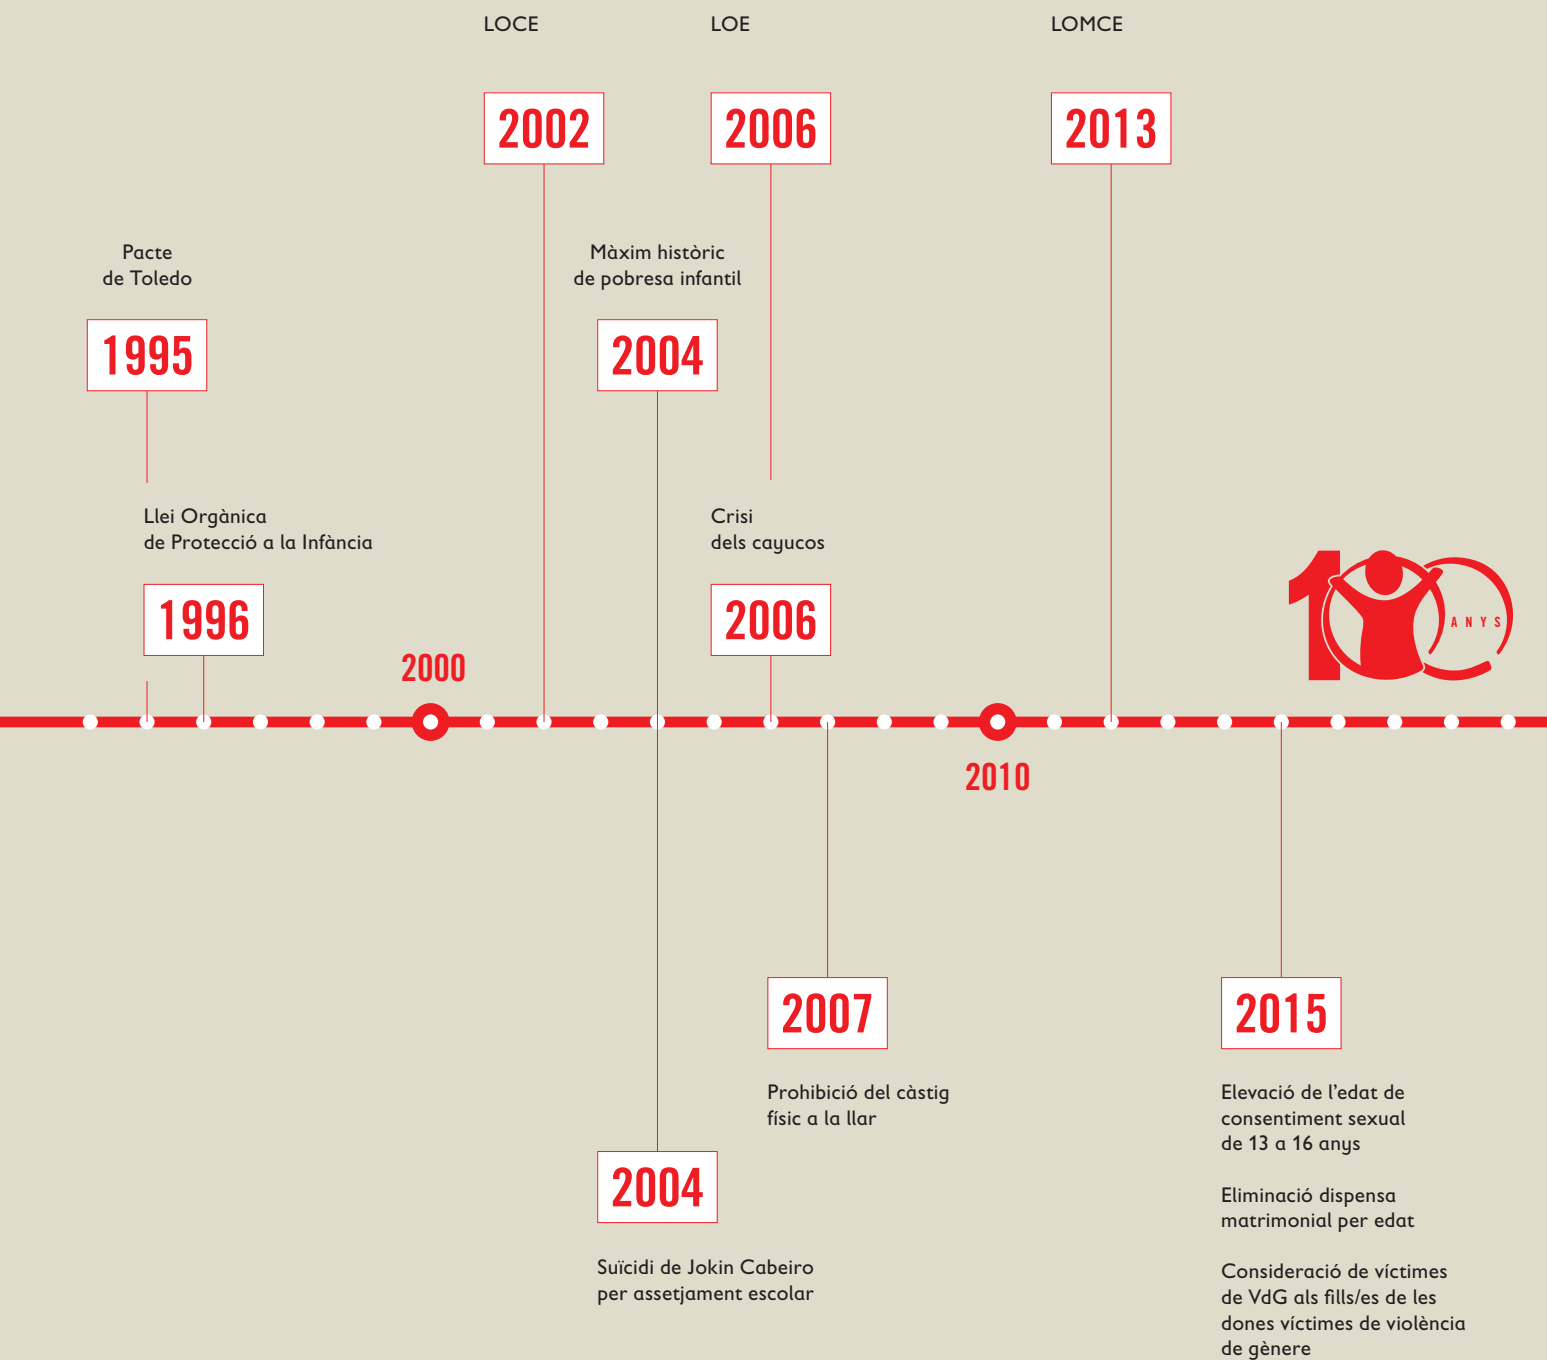 LOCE
LOE
LOMCE
2002
2006
2013
Pacte
de Toledo
Màxim històric
de pobresa infantil
1995
2004
Llei Orgànica
de Protecció a la Infància
Crisi
dels cayucos
1996
2006
2000
ANYS
2010
2007
2015
Prohibició del càstig
físic a la llar
Elevació de l’edat de
consentiment sexual
de 13 a 16 anys
2004
Eliminació dispensa
matrimonial per edat
Suïcidi de Jokin Cabeiro
per assetjament escolar
Consideració de víctimes
de VdG als fills/es de les
dones víctimes de violència
de gènere